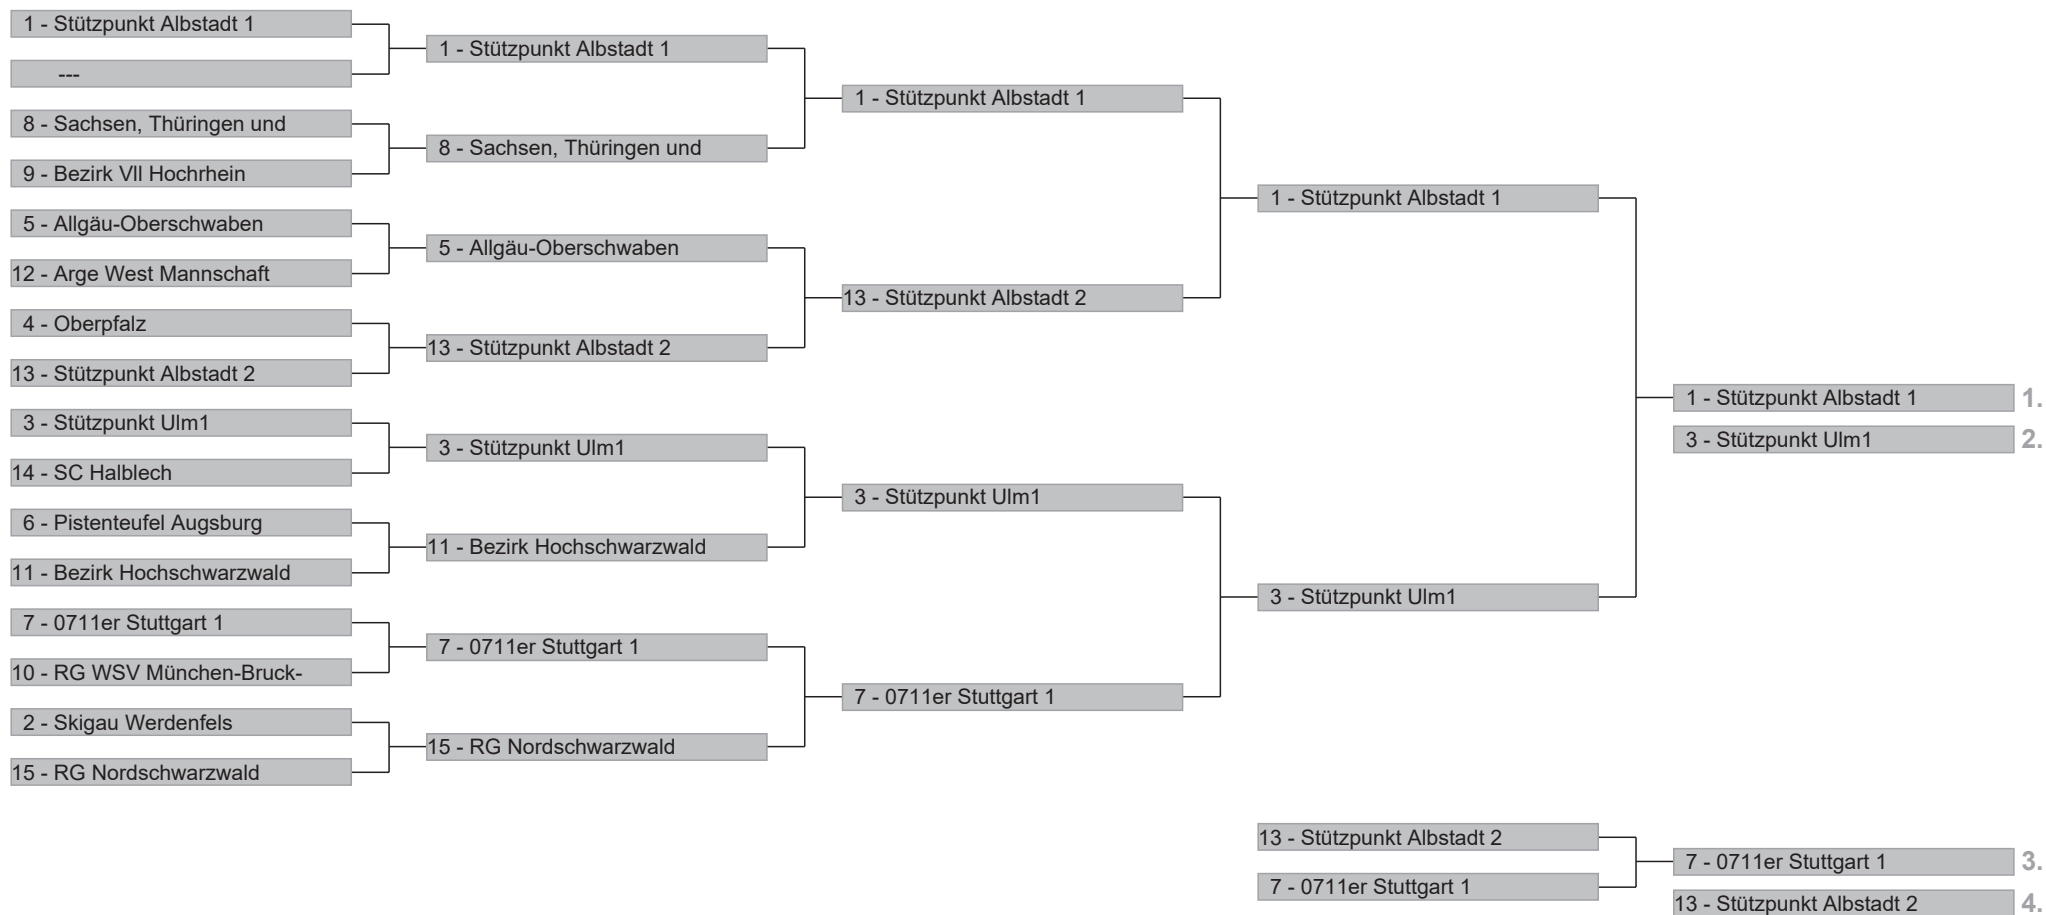 1 - Stützpunkt Albstadt 1
---
8 - Sachsen, Thüringen und
9 - Bezirk VII Hochrhein
5 - Allgäu-Oberschwaben
12 - Arge West Mannschaft
4 - Oberpfalz
13 - Stützpunkt Albstadt 2
3 - Stützpunkt Ulm1
14 - SC Halblech
6 - Pistenteufel Augsburg
11 - Bezirk Hochschwarzwald
7 - 0711er Stuttgart 1
10 - RG WSV München-Bruck-
2 - Skigau Werdenfels
15 - RG Nordschwarzwald
1 - Stützpunkt Albstadt 1
8 - Sachsen, Thüringen und
5 - Allgäu-Oberschwaben
13 - Stützpunkt Albstadt 2
3 - Stützpunkt Ulm1
11 - Bezirk Hochschwarzwald
7 - 0711er Stuttgart 1
15 - RG Nordschwarzwald
1 - Stützpunkt Albstadt 1
13 - Stützpunkt Albstadt 2
3 - Stützpunkt Ulm1
7 - 0711er Stuttgart 1
1 - Stützpunkt Albstadt 1
3 - Stützpunkt Ulm1
1 - Stützpunkt Albstadt 1 1.
3 - Stützpunkt Ulm1 2.
13 - Stützpunkt Albstadt 2
7 - 0711er Stuttgart 1
7 - 0711er Stuttgart 1 3.
13 - Stützpunkt Albstadt 2 4.